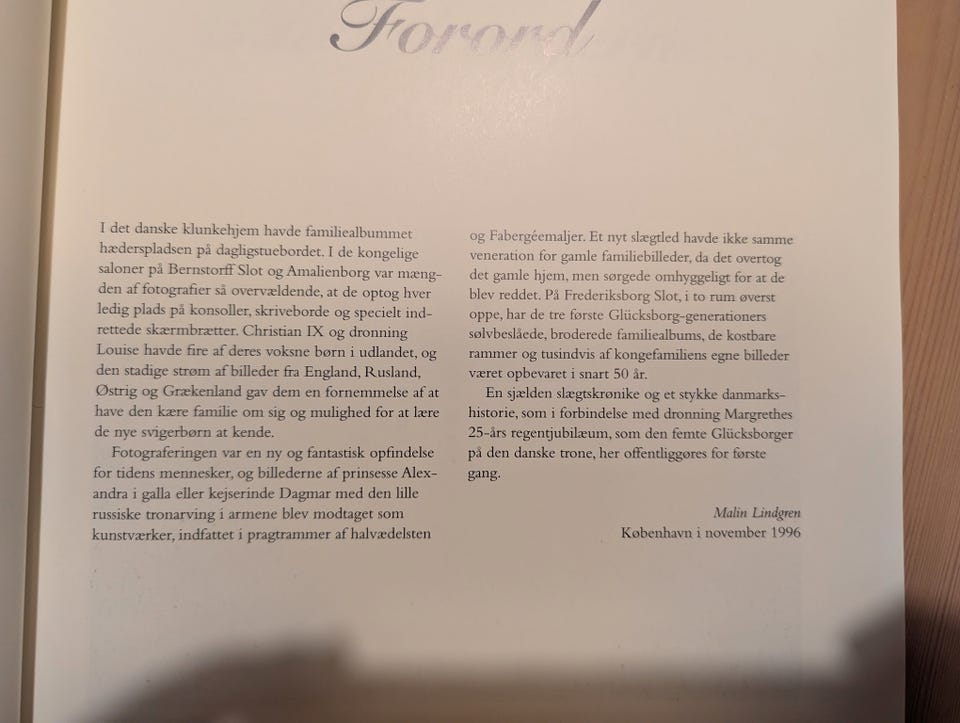 Forord
I det danske klunkehjem havde familiealbummet
hæderspladsen på dagligstuebordet. I de kongelige
saloner på Bernstorff Slot og Amalienborg var mæng-
den af fotografier så overvældende, at de optog hver
ledig plads på konsoller, skriveborde og specielt ind-
rettede skærmbrætter. Christian IX og dronning
Louise havde fire af deres voksne børn i udlandet, og
den stadige strøm af billeder fra England, Rusland,
Østrig og Grækenland gav dem en fornemmelse af at
have den kære familie om sig og mulighed for at lære
de nye svigerbørn at kende.
Fotograferingen var en ny og fantastisk opfindelse
for tidens mennesker, og billederne af prinsesse Alex-
andra i galla eller kejserinde Dagmar med den lille
russiske tronarving i armene blev modtaget som
kunstværker, indfattet i pragtrammer af halvædelsten
og Fabergéemaljer. Et nyt slægtled havde ikke samme
veneration for gamle familiebilleder, da det overtog
det gamle hjem, men sørgede omhyggeligt for at de
blev reddet. På Frederiksborg Slot, i to rum øverst
oppe, har de tre første Glücksborg-generationers
sølvbeslåede, broderede familiealbums, de kostbare
rammer og tusindvis af kongefamiliens egne billeder
været opbevaret i snart 50 år.
En sjælden slægtskrønike og et stykke danmarks-
historie, som i forbindelse med dronning Margrethes
25-års regentjubilæum, som den femte Glücksborger
på den danske trone, her offentliggøres for første
gang.
Malin Lindgren
København i november 1996